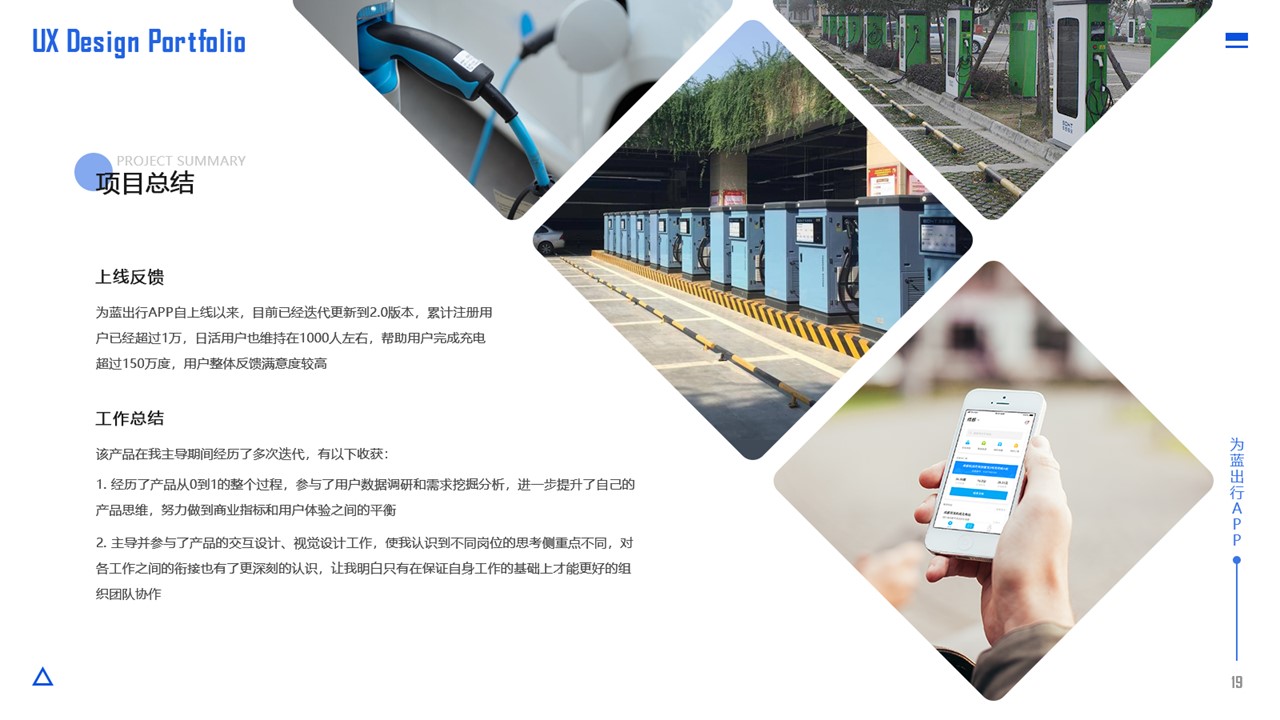 UX Design Portfolio
PROJECT SUMMARY
项目总结
上线反馈
为蓝出行APP自上线以来，目前已经迭代更新到2.0版本，累计注册用
户已经超过1万，日活用户也维持在1000人左右，帮助用户完成充电
超过150万度，用户整体反馈满意度较高
工作总结
该产品在我主导期间经历了多次迭代，有以下收获：
1. 经历了产品从0到1的整个过程，参与了用户数据调研和需求挖掘分析，进一步提升了自己的
产品思维，努力做到商业指标和用户体验之间的平衡
2. 主导并参与了产品的交互设计、视觉设计工作，使我认识到不同岗位的思考侧重点不同，对
各工作之间的衔接也有了更深刻的认识，让我明白只有在保证自身工作的基础上才能更好的组
织团队协作
为蓝出行APP
19